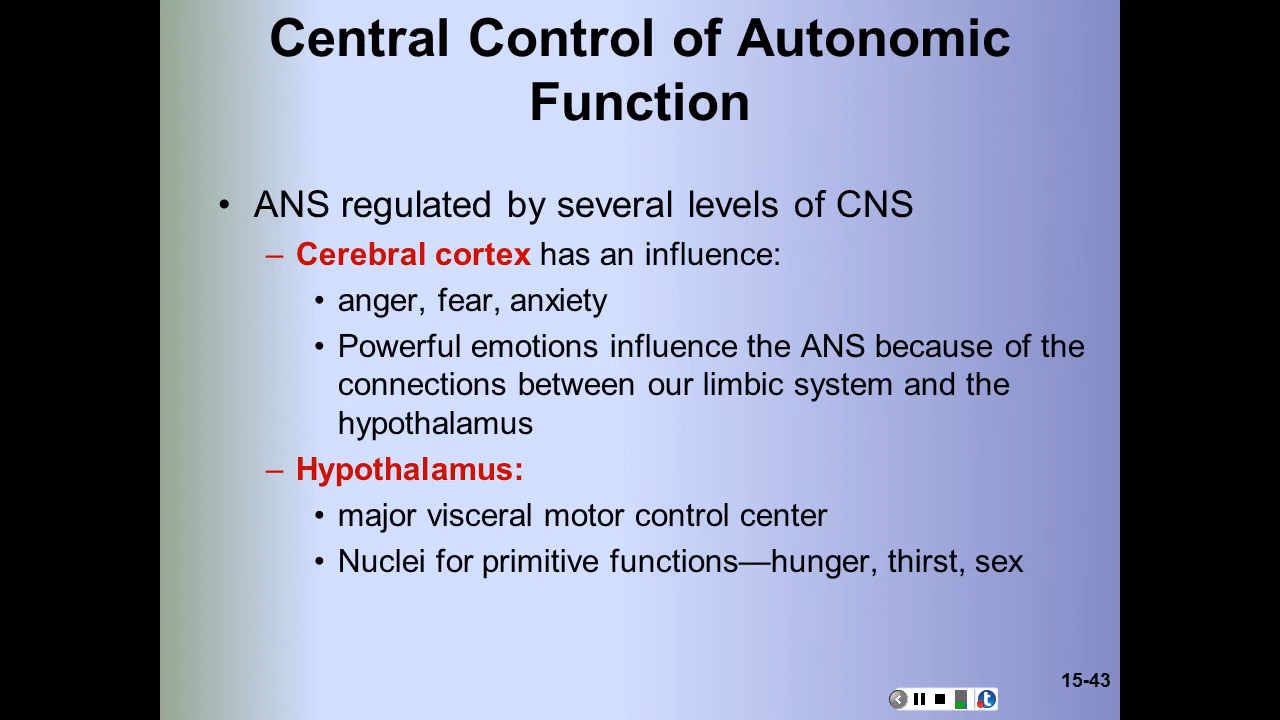 Central Control of Autonomic
Function
• ANS regulated by several levels of CNS
– Cerebral cortex has an influence:
• anger, fear, anxiety
• Powerful emotions influence the ANS because of the
connections between our limbic system and the
hypothalamus
– Hypothalamus:
• major visceral motor control center
• Nuclei for primitive functions—hunger, thirst, sex
15-43
t